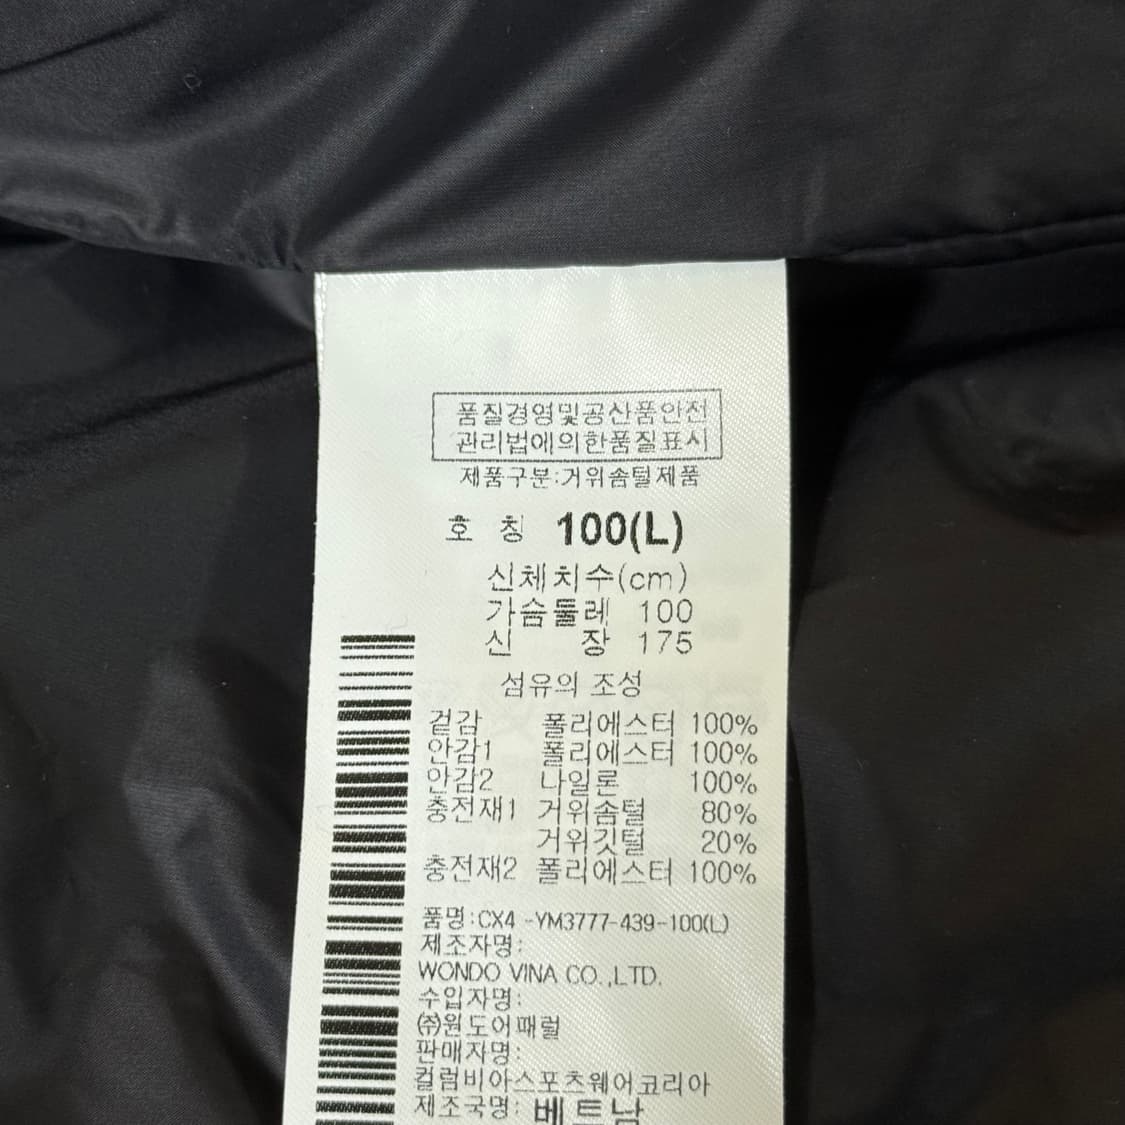 품질경영및공산품안전
관리법에의한품질표시
제품구분:거위솜털제품
호 칭 100(L)
신체치수(cm)
가슴둘레 100
신 장 175
섬유의 조성
겉감 폴리에스터 100%
안감1 폴리에스터 100%
안감2 나일론 100%
충전재1 거위솜털 80%
거위깃털 20%
충전재2 폴리에스터 100%
품명:CX4 -YM3777-439-100(L)
제조자명:
WONDO VINA CO.,LTD.
수입자명:
㈜원도어패럴
판매자명:
컬럼비아스포츠웨어코리아
제조국명: 베트남